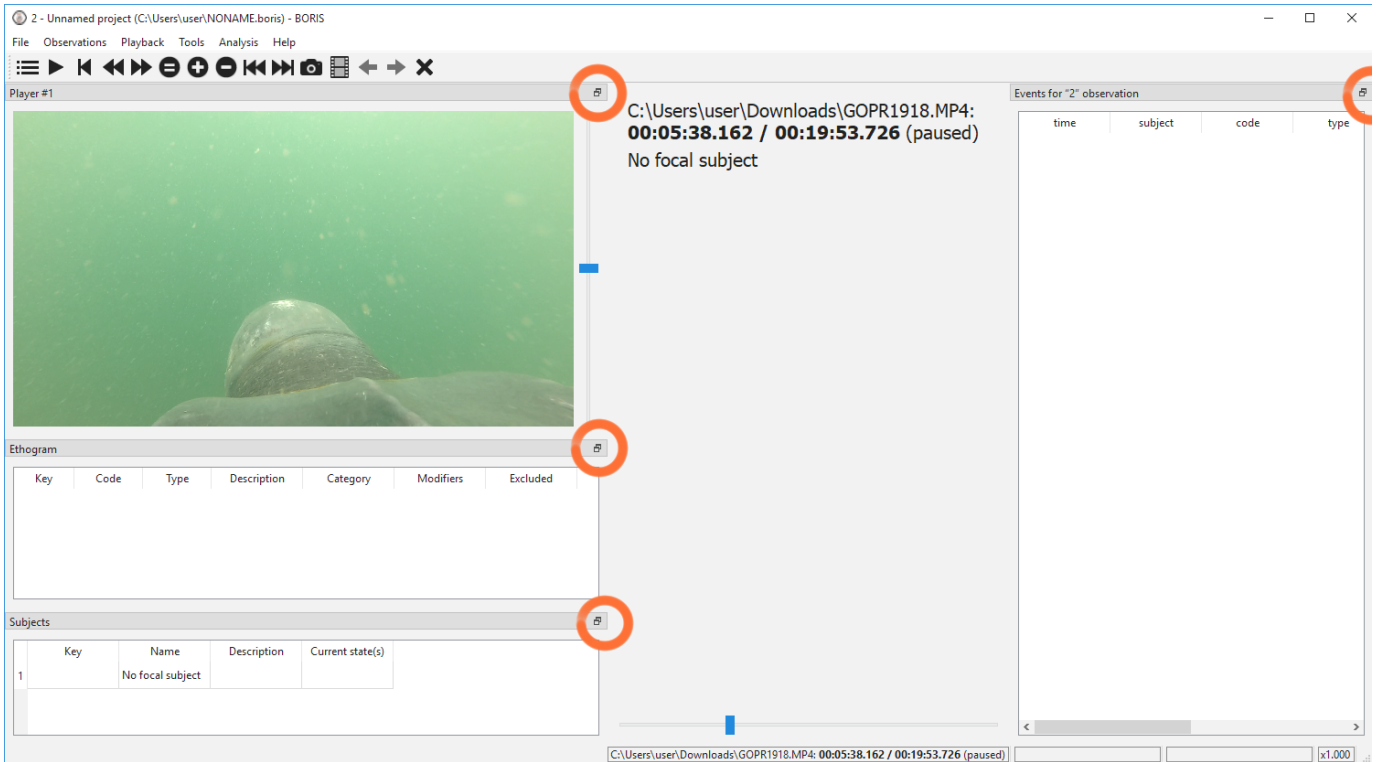 2 - Unnamed project (C:\Users\user\NONAME.boris) - BORIS
File Observations Playback Tools Analysis Help
Player #1
C:\Users\user\Downloads\GOPR1918.MP4:
00:05:38.162 / 00:19:53.726 (paused)
No focal subject
Events for "2" observation
time subject code type
Ethogram
Key Code Type Description Category Modifiers Excluded
Subjects
Key Name Description Current state(s)
1 No focal subject
C:\Users\user\Downloads\GOPR1918.MP4: 00:05:38.162 / 00:19:53.726 (paused)
x1.000